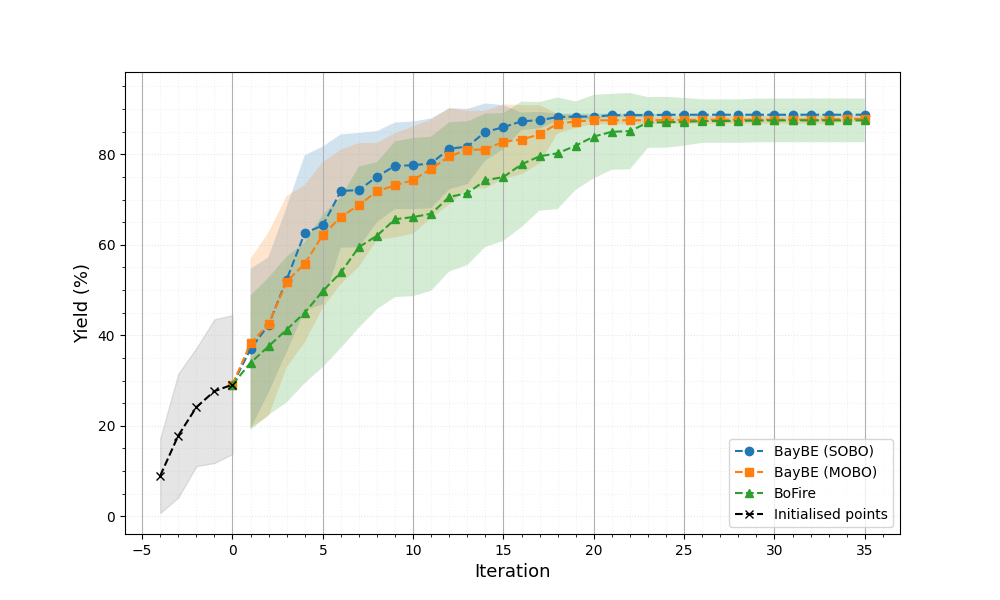 Yield (%)
80
60
40
20
0
−5
0
5
10
15
20
25
30
35
Iteration
BayBE (SOBO)
BayBE (MOBO)
BoFire
Initialised points